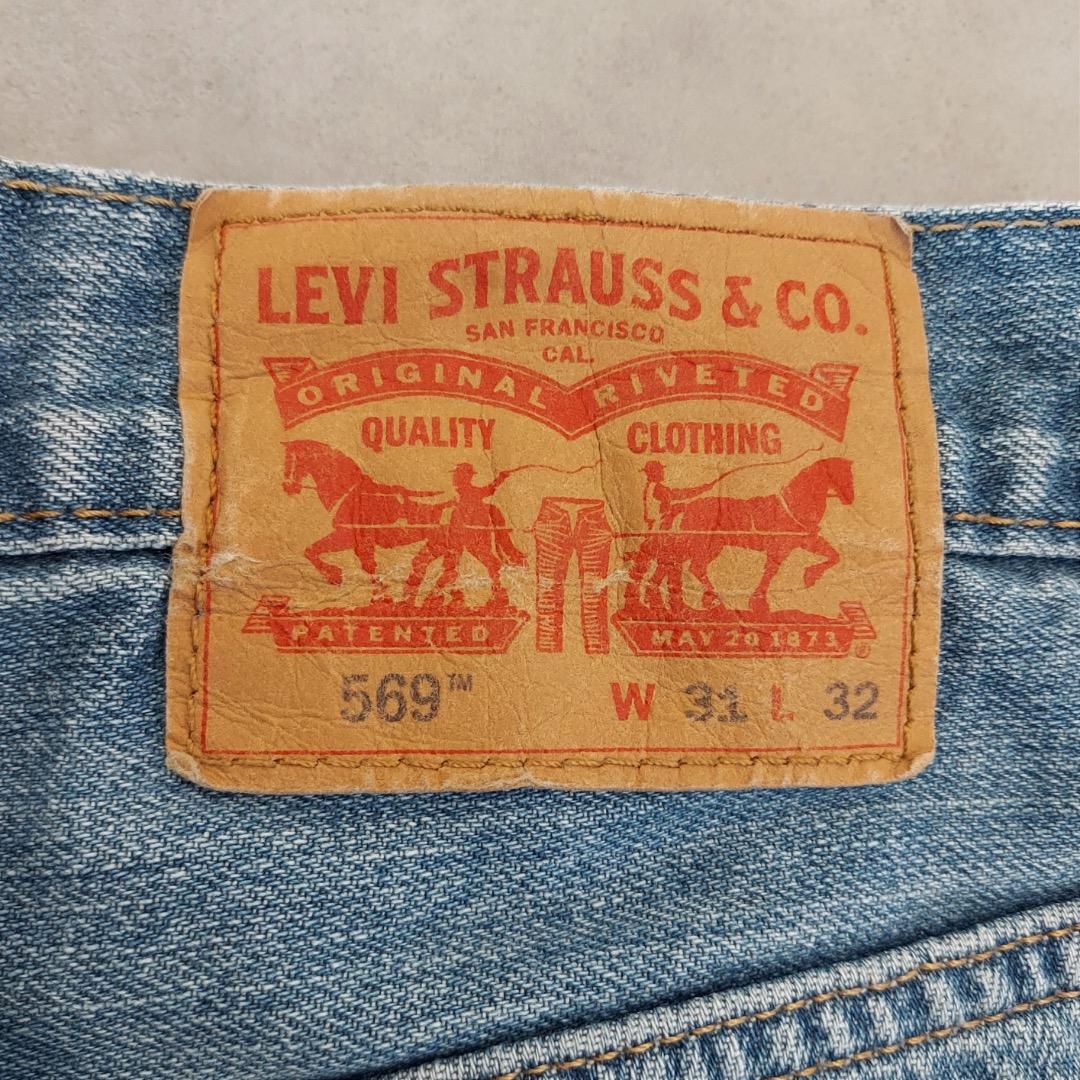 LEVI STRAUSS & CO.
SAN FRANCISCO
CAL.
ORIGINAL RIVETED
QUALITY CLOTHING
PATENTED MAY 20 1873 ®
569™ W 31 L 32